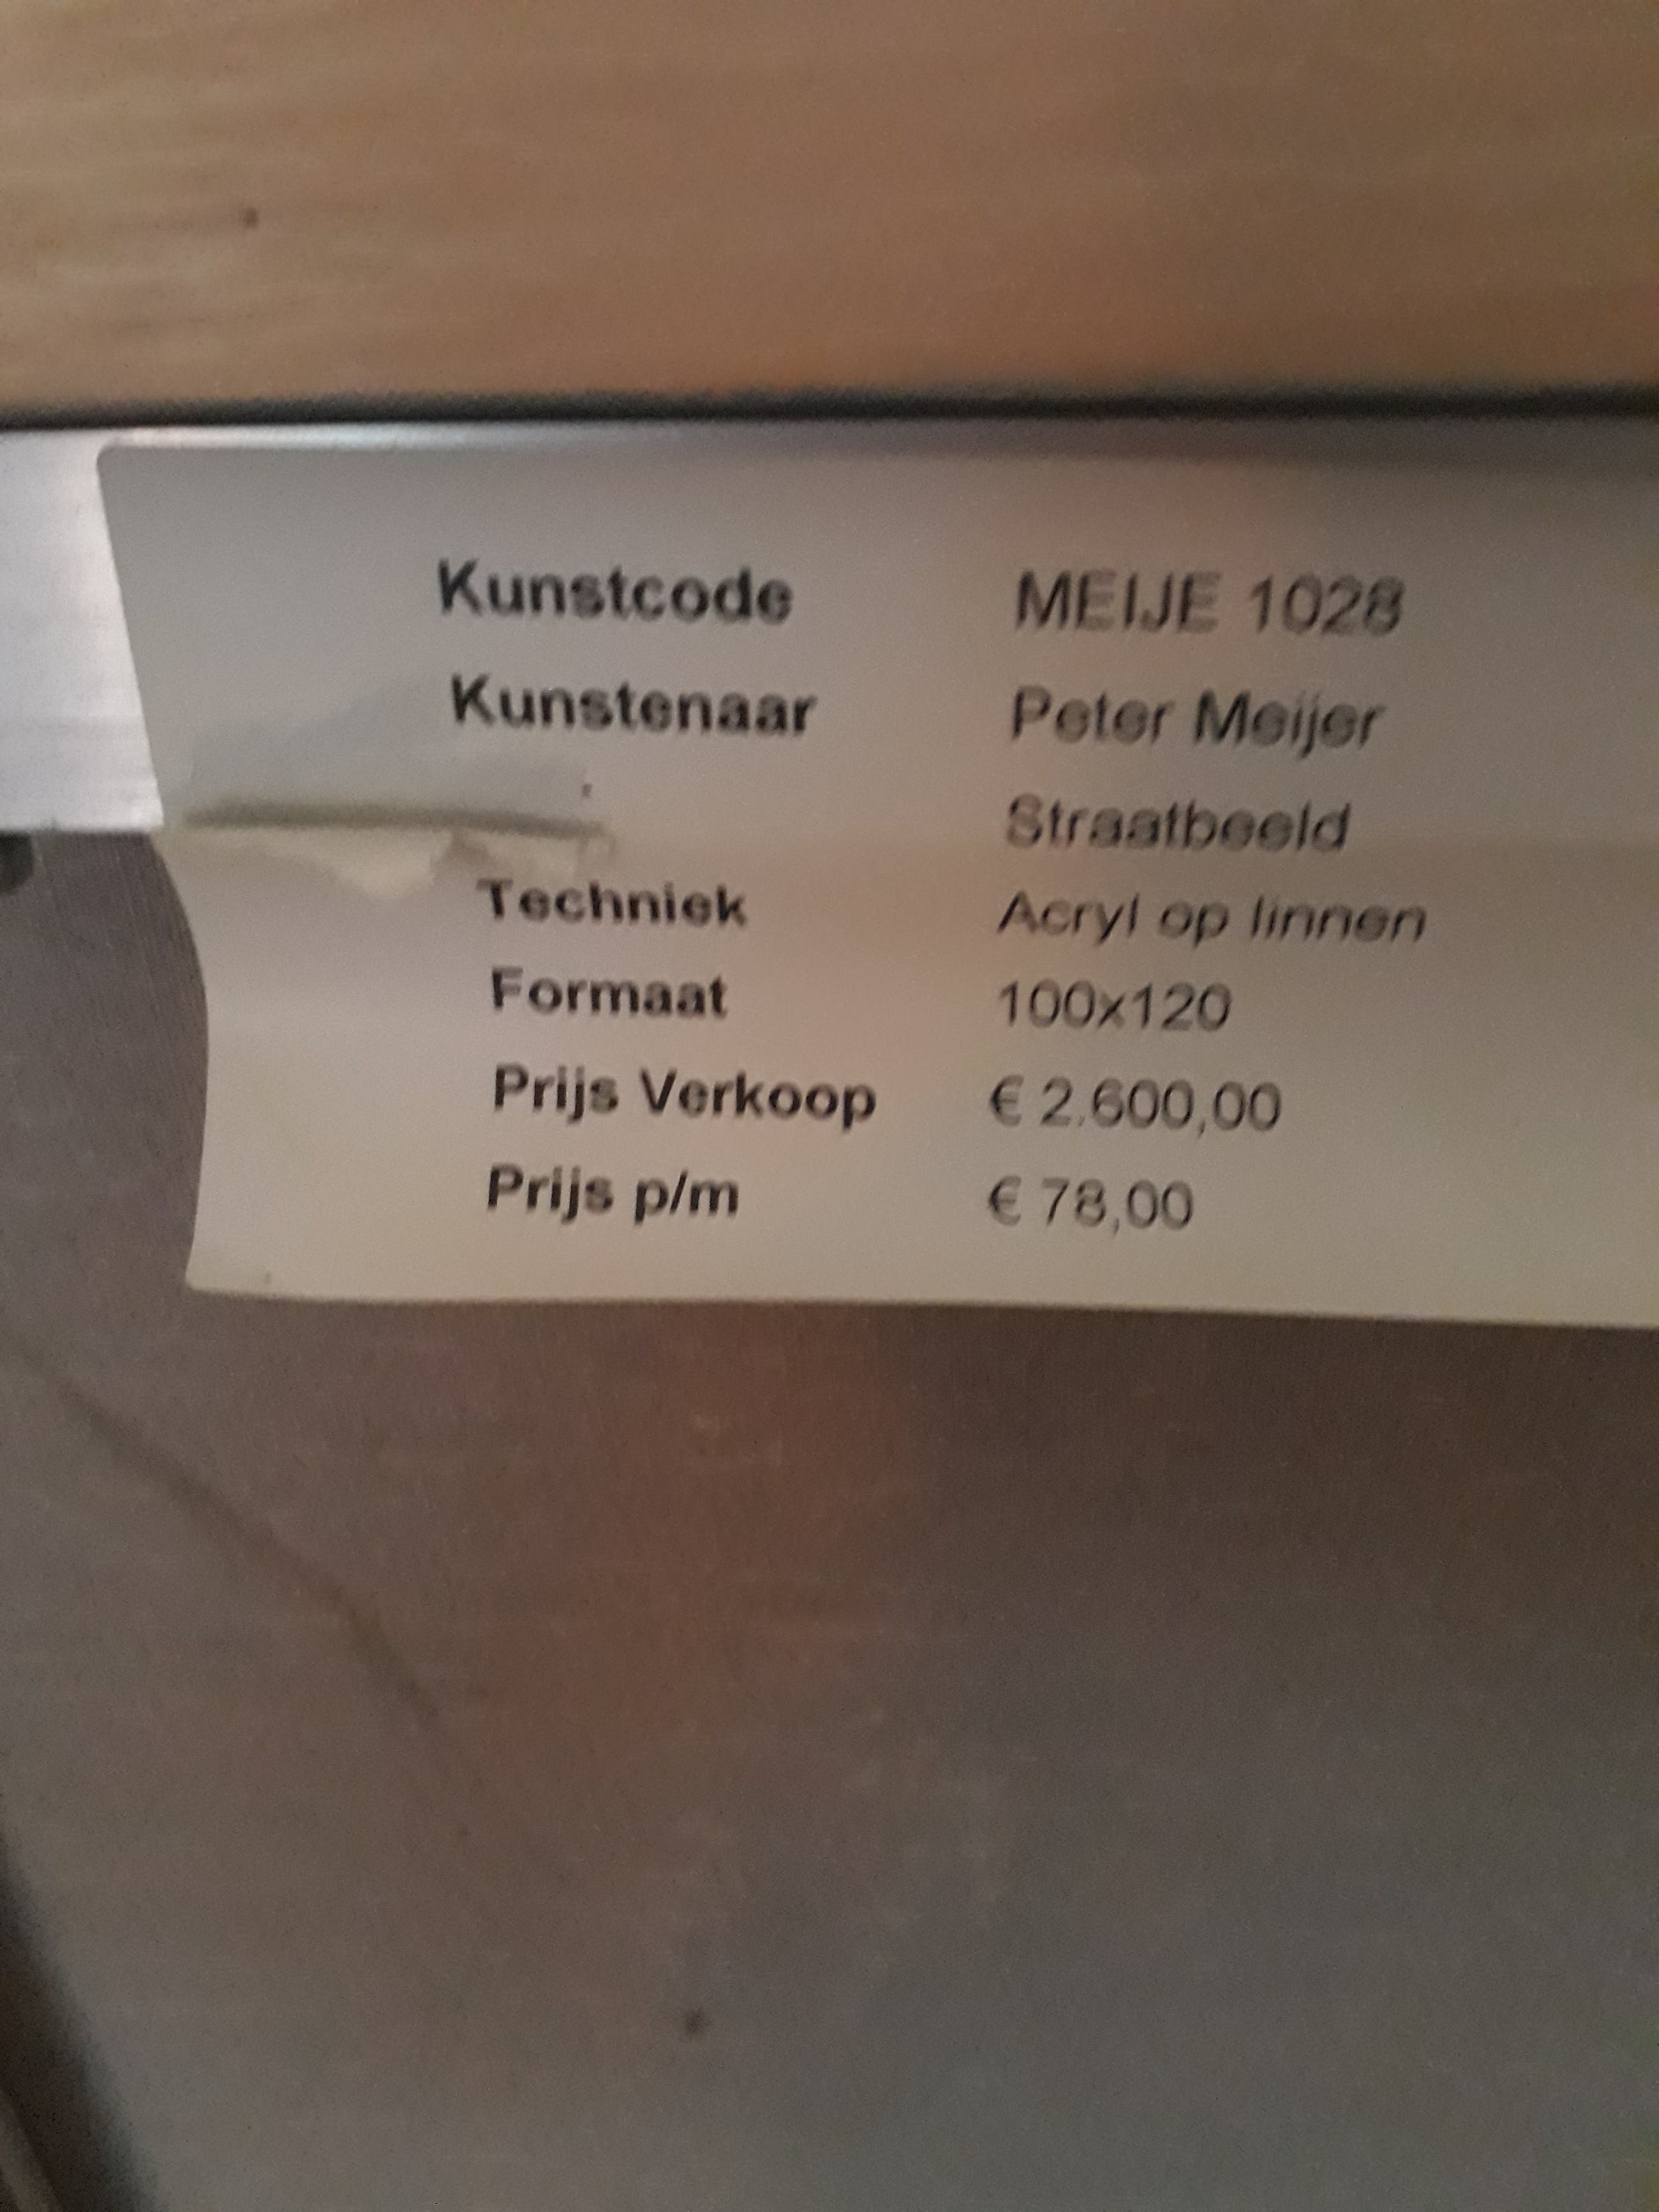 Kunstcode MEIJE 1028
Kunstenaar Peter Meijer
Straatbeeld
Techniek Acryl op linnen
Formaat 100x120
Prijs Verkoop € 2.600,00
Prijs p/m € 78,00